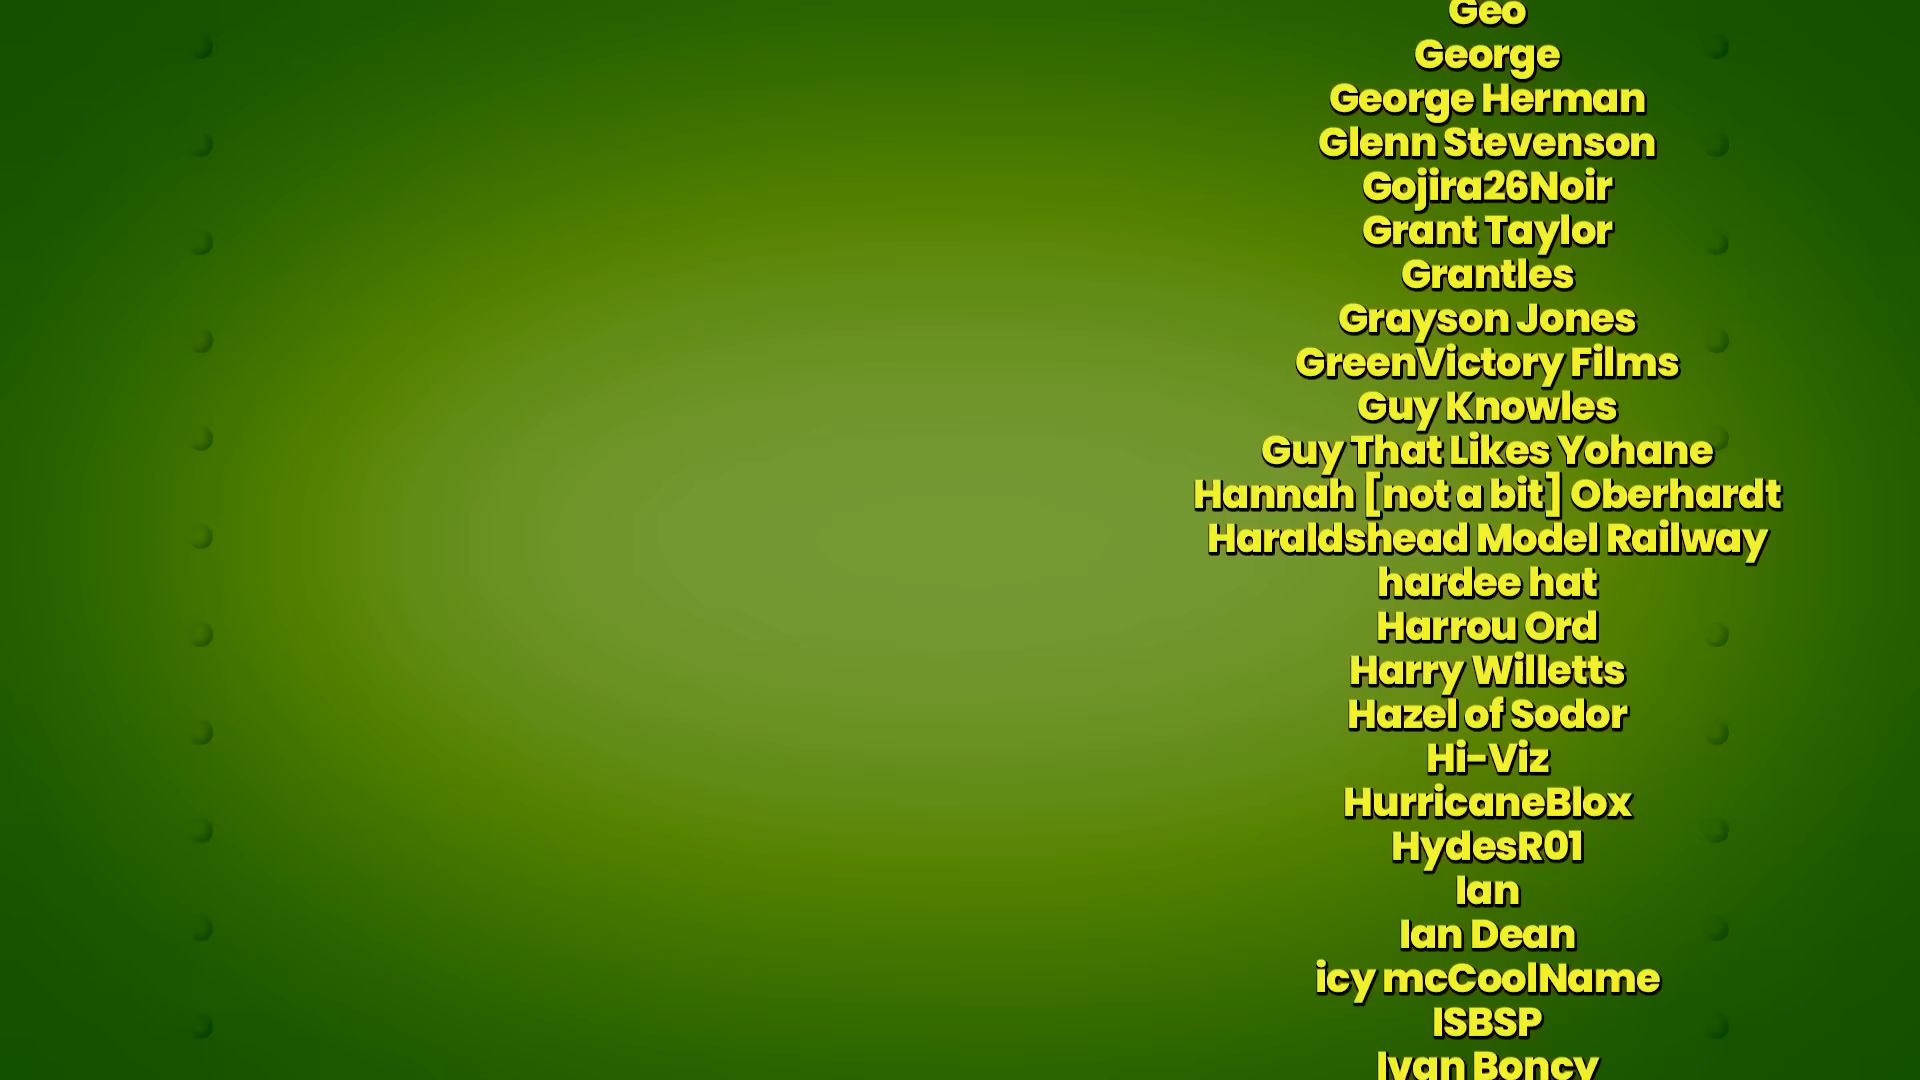 Geo
George
George Herman
Glenn Stevenson
Gojira26Noir
Grant Taylor
Grantles
Grayson Jones
GreenVictory Films
Guy Knowles
Guy That Likes Yohane
Hannah [not a bit] Oberhardt
Haraldshead Model Railway
hardee hat
Harrou Ord
Harry Willetts
Hazel of Sodor
Hi-Viz
HurricaneBlox
HydesR01
Ian
Ian Dean
icy mcCoolName
ISBSP
Ivan Boncy